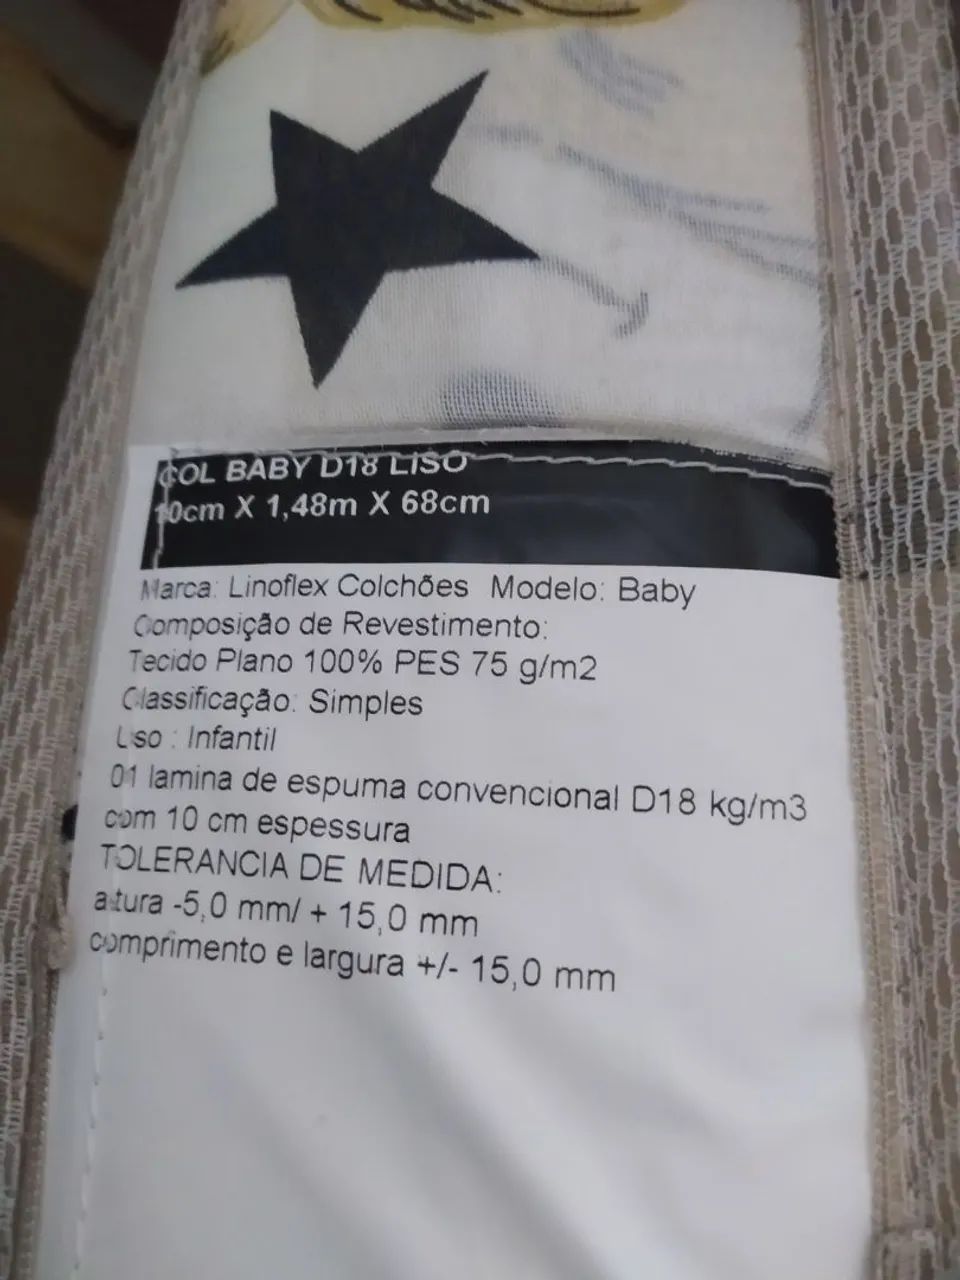 COL BABY D18 LISO
10cm X 1,48m X 68cm
Marca: Linoflex Colchões Modelo: Baby
Composição de Revestimento:
Tecido Plano 100% PES 75 g/m2
Classificação: Simples
Uso : Infantil
01 lamina de espuma convencional D18 kg/m3
com 10 cm espessura
TOLERANCIA DE MEDIDA:
altura -5,0 mm/ + 15,0 mm
comprimento e largura +/- 15,0 mm